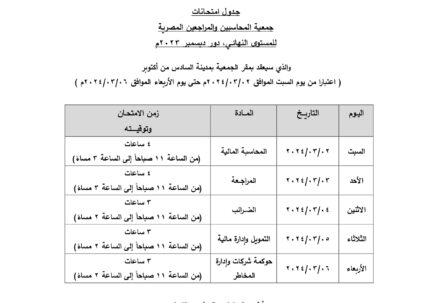 جدول امتحانات
جمعية المحاسبين والمراجعين المصرية
للمستوى النهائي، دور ديسمبر ٢٠٢٣م
والذي سيعقد بمقر الجمعية بمدينة السادس من أكتوبر
( اعتبارا من يوم السبت الموافق ٢٠٢٤/٠٣/٠٢م حتى يوم الأربعاء الموافق ٢٠٢٤/٠٣/٠٦م )
اليوم التاريخ المادة زمن الامتحان وتوقيته
السبت ٢٠٢٤/٠٣/٠٢ المحاسبة المالية ٤ ساعات
(من الساعة ١١ صباحاً إلى الساعة ٣ مساءً)
الأحد ٢٠٢٤/٠٣/٠٣ المراجعة ٤ ساعات
(من الساعة ١١ صباحاً إلى الساعة ٣ مساءً)
الاثنين ٢٠٢٤/٠٣/٠٤ الضرائب ٣ ساعات
(من الساعة ١١ صباحاً إلى الساعة ٢ مساءً)
الثلاثاء ٢٠٢٤/٠٣/٠٥ التمويل وإدارة مالية ٣ ساعات
(من الساعة ١١ صباحاً إلى الساعة ٢ مساءً)
الأربعاء ٢٠٢٤/٠٣/٠٦ حوكمة شركات وإدارة المخاطر ٣ ساعات
(من الساعة ١١ صباحاً إلى الساعة ٢ مساءً)